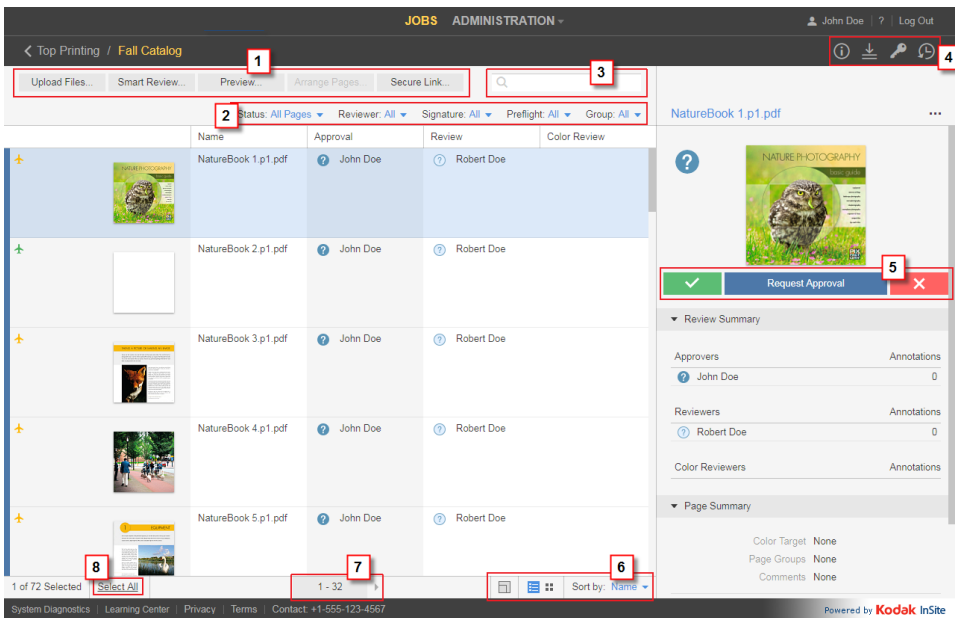 JOBS ADMINISTRATION
John Doe | ? | Log Out
Top Printing / Fall Catalog
1
3
4
Upload Files...
Smart Review...
Preview...
Arrange Pages...
Secure Link...
2
Status: All Pages
Reviewer: All
Signature: All
Preflight: All
Group: All
Name
Approval
Review
Color Review
NatureBook 1.p1.pdf
? John Doe
? Robert Doe
NATURE PHOTOGRAPHY
basic guide
NatureBook 2.p1.pdf
? John Doe
? Robert Doe
NatureBook 3.p1.pdf
? John Doe
? Robert Doe
NatureBook 4.p1.pdf
? John Doe
? Robert Doe
NatureBook 5.p1.pdf
? John Doe
? Robert Doe
EQUIPMENT
NatureBook 1.p1.pdf
...
?
NATURE PHOTOGRAPHY
basic guide
5
Request Approval
Review Summary
Approvers
Annotations
? John Doe
0
Reviewers
Annotations
? Robert Doe
0
Color Reviewers
Annotations
Page Summary
Color Target None
Page Groups None
Comments None
8
7
6
1 of 72 Selected
Select All
1 - 32
Sort by: Name
System Diagnostics | Learning Center | Privacy | Terms | Contact: +1-555-123-4567
Powered by Kodak InSite